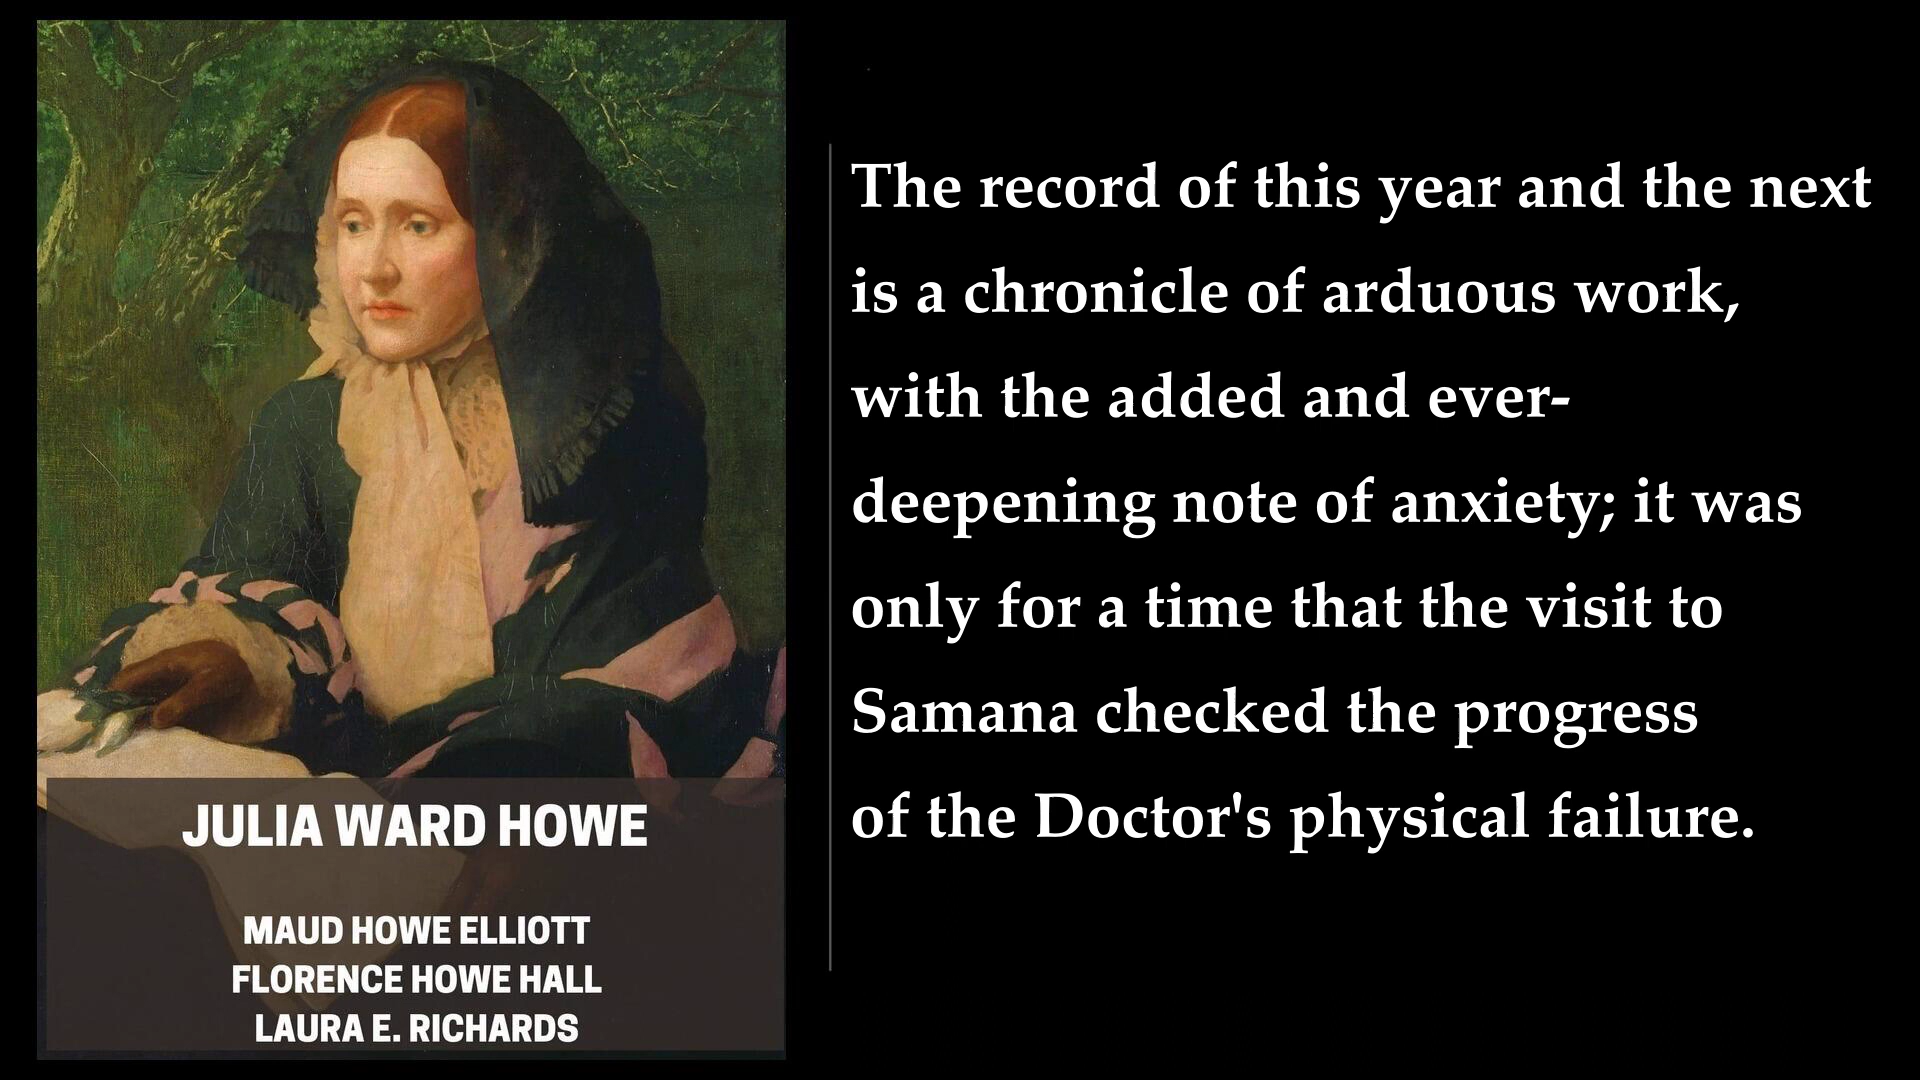 JULIA WARD HOWE
MAUD HOWE ELLIOTT
FLORENCE HOWE HALL
LAURA E. RICHARDS
The record of this year and the next
is a chronicle of arduous work,
with the added and ever-
deepening note of anxiety; it was
only for a time that the visit to
Samana checked the progress
of the Doctor's physical failure.